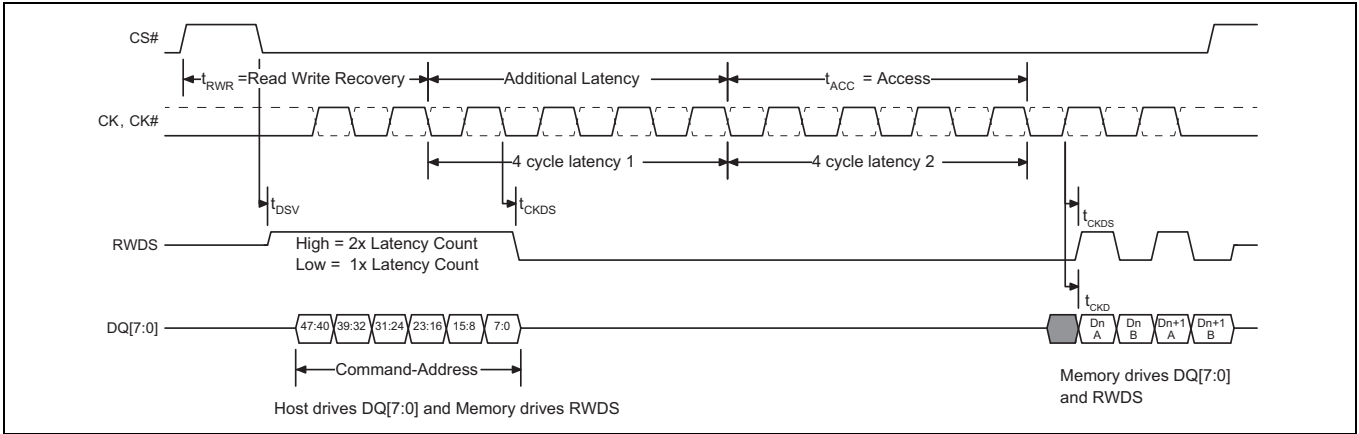 CS#
tRWR =Read Write Recovery
Additional Latency
tACC = Access
CK, CK#
4 cycle latency 1
4 cycle latency 2
tDSV
tCKDS
tCKDS
RWDS
High = 2x Latency Count
Low = 1x Latency Count
tCKD
DQ[7:0]
47:40
39:32
31:24
23:16
15:8
7:0
Dn
A
Dn
B
Dn+1
A
Dn+1
B
Command-Address
Memory drives DQ[7:0]
and RWDS
Host drives DQ[7:0] and Memory drives RWDS